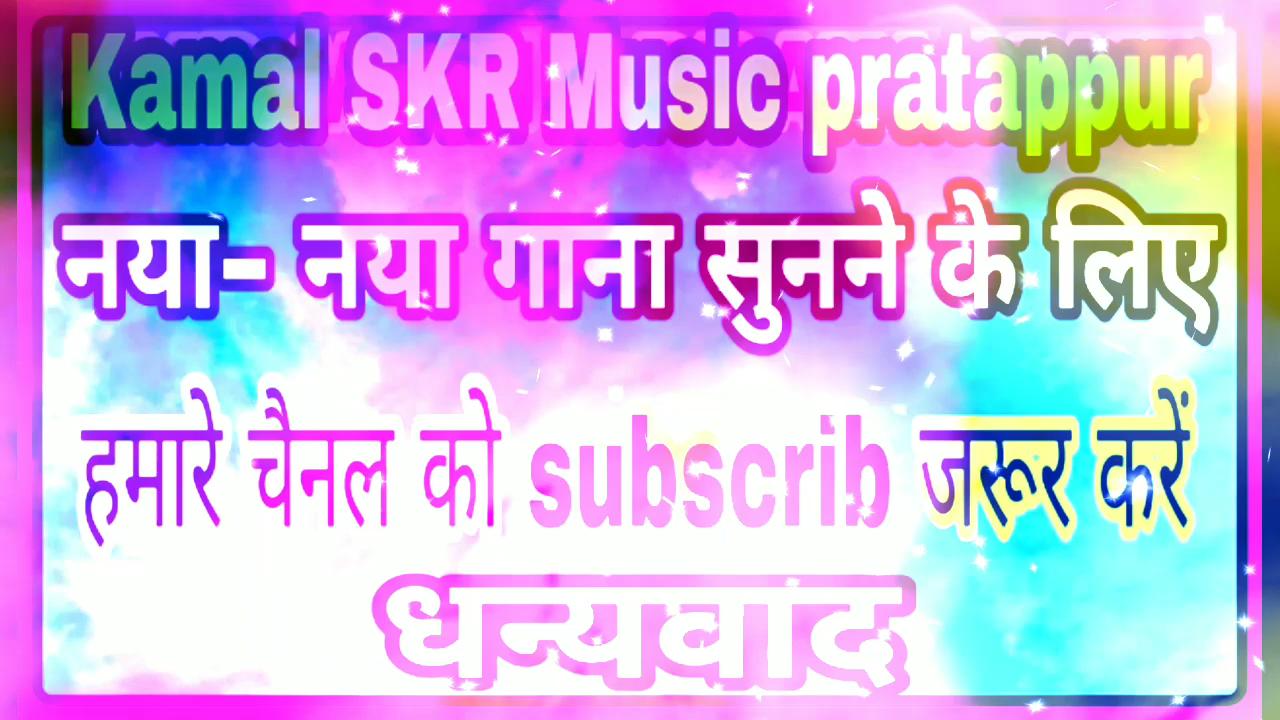 Kamal SKR Music pratappur
नया- नया गाना सुनने के लिए
हमारे चैनल को subscrib जरूर करें
धन्यवाद